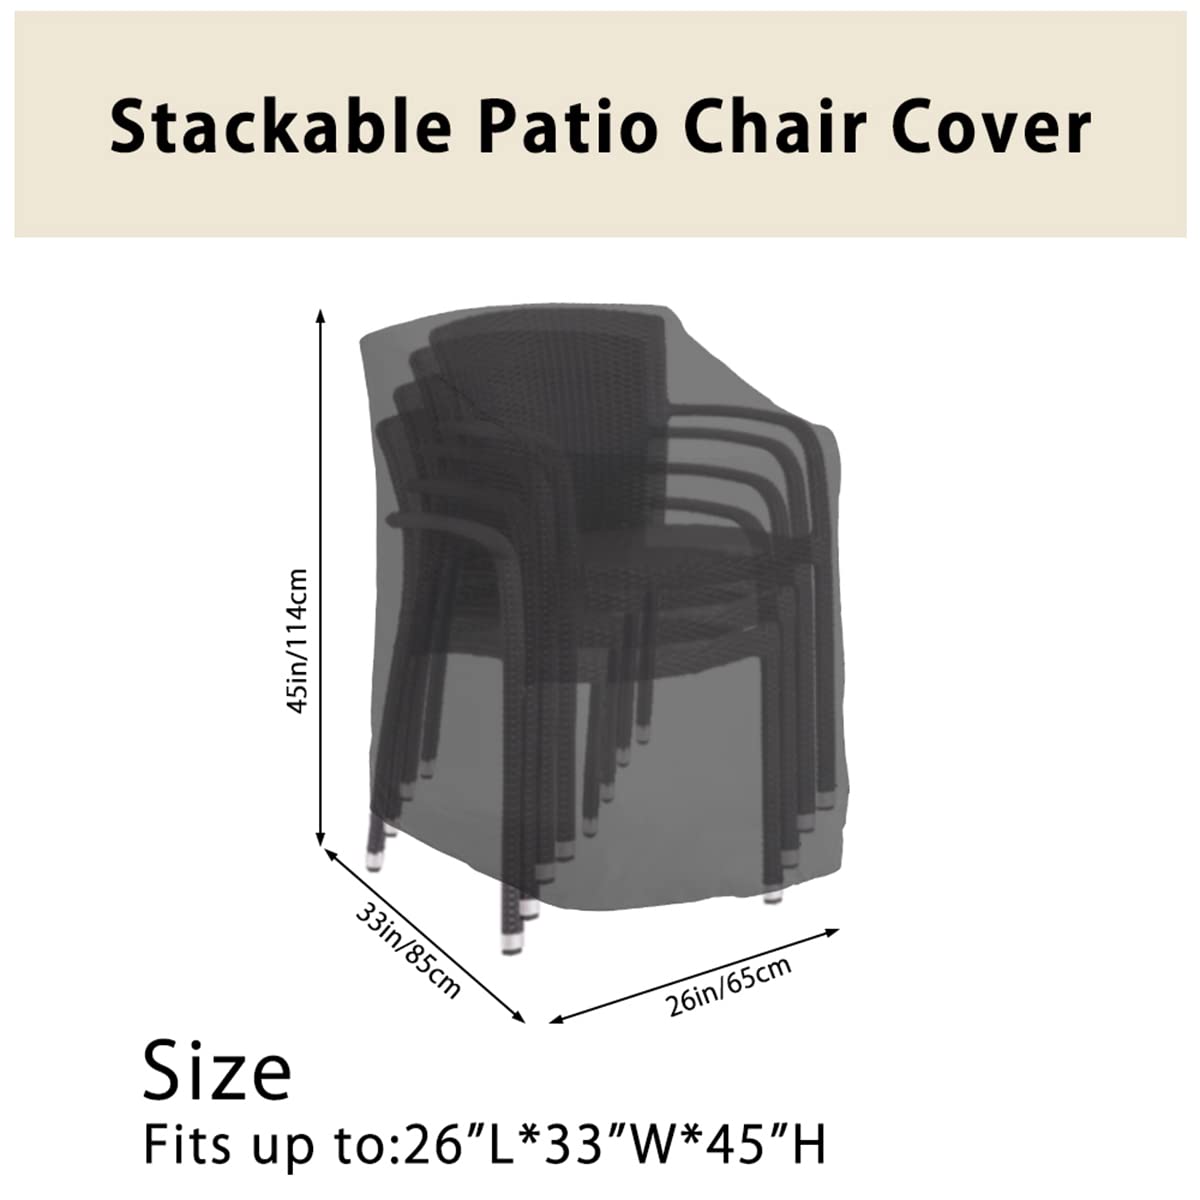 Stackable Patio Chair Cover
45in/114cm
33in/85cm
26in/65cm
Size
Fits up to:26″L*33″W*45″H